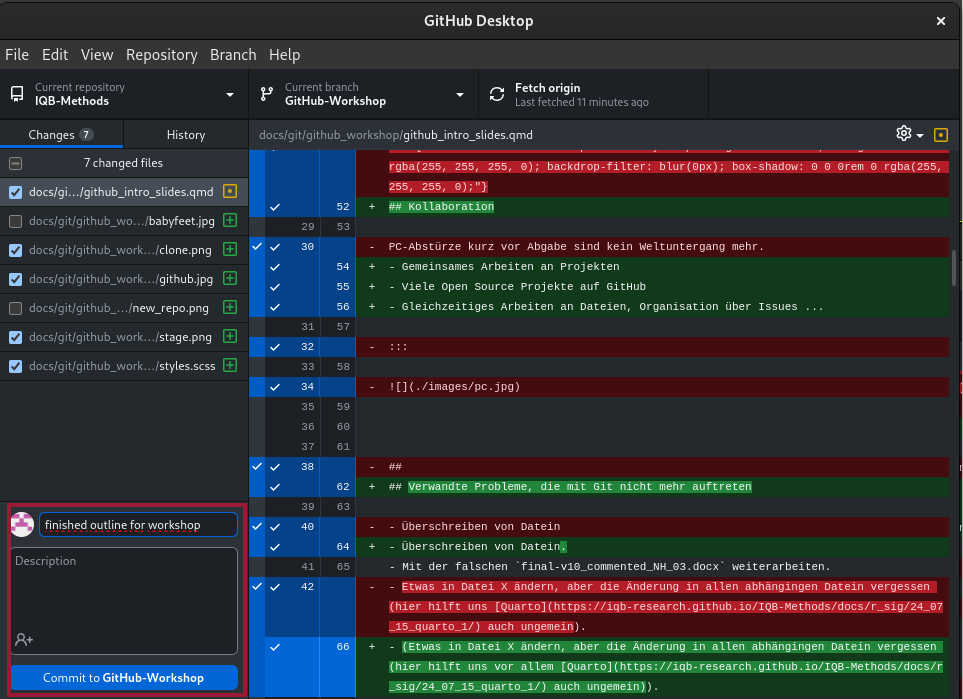 GitHub Desktop
File Edit View Repository Branch Help
Current repository
IQB-Methods
Current branch
GitHub-Workshop
Fetch origin
Last fetched 11 minutes ago
Changes 7
History
docs/git/github_workshop/github_intro_slides.qmd
7 changed files
docs/gi…/github_intro_slides.qmd
docs/git/github_wo…/babyfeet.jpg
docs/git/github_work…/clone.png
docs/git/github_work…/github.jpg
docs/git/github_…/new_repo.png
docs/git/github_work…/stage.png
docs/git/github_work…/styles.scss
rgba(255, 255, 255, 0); backdrop-filter: blur(0px); box-shadow: 0 0 0rem 0 rgba(255,
255, 255, 0);"}
52 + ## Kollaboration
29 53
30 - PC-Abstürze kurz vor Abgabe sind kein Weltuntergang mehr.
54 + - Gemeinsames Arbeiten an Projekten
55 + - Viele Open Source Projekte auf GitHub
56 + - Gleichzeitiges Arbeiten an Dateien, Organisation über Issues ...
31 57
32 - :::
33 58
34 - ![](./images/pc.jpg)
35 59
36 60
37 61
38 - ##
62 + ## Verwandte Probleme, die mit Git nicht mehr auftreten
39 63
40 - - Überschreiben von Datein
64 + - Überschreiben von Datein.
41 65 - Mit der falschen `final-v10_commented_NH_03.docx` weiterarbeiten.
42 - - Etwas in Datei X ändern, aber die Änderung in allen abhängigen Datein vergessen
(hier hilft uns [Quarto](https://iqb-research.github.io/IQB-Methods/docs/r_sig/24_07
_15_quarto_1/) auch ungemein).
66 + - (Etwas in Datei X ändern, aber die Änderung in allen abhängigen Datein vergessen
(hier hilft uns vor allem [Quarto](https://iqb-research.github.io/IQB-Methods/docs/r
_sig/24_07_15_quarto_1/) auch ungemein)).
finished outline for workshop
Description
Commit to GitHub-Workshop